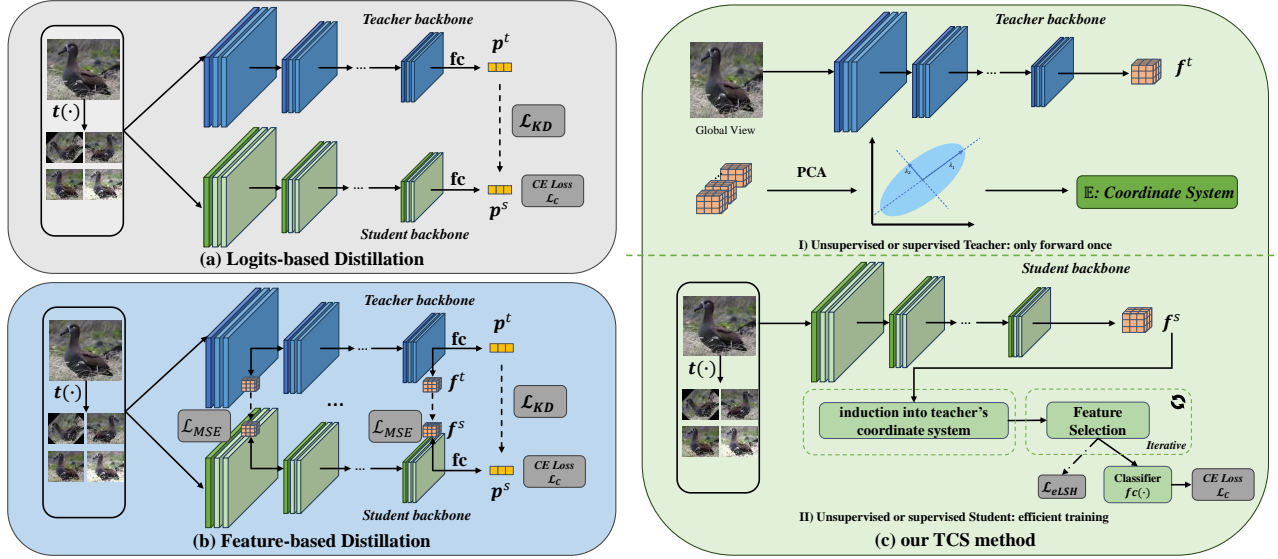 Teacher backbone
t(·)
fc
p^t
ℒ_KD
fc
CE Loss
ℒ_C
p^s
Student backbone
(a) Logits-based Distillation
Teacher backbone
t(·)
fc
p^t
f^t
...
ℒ_MSE
ℒ_MSE
f^s
ℒ_KD
fc
CE Loss
ℒ_C
p^s
Student backbone
(b) Feature-based Distillation
Teacher backbone
f^t
Global View
PCA
λ₂
λ₁
𝔼: Coordinate System
I) Unsupervised or supervised Teacher: only forward once
Student backbone
f^s
t(·)
induction into teacher's
coordinate system
Feature
Selection
Iterative
ℒ_eLSH
Classifier
fc(·)
CE Loss
ℒ_C
II) Unsupervised or supervised Student: efficient training
(c) our TCS method